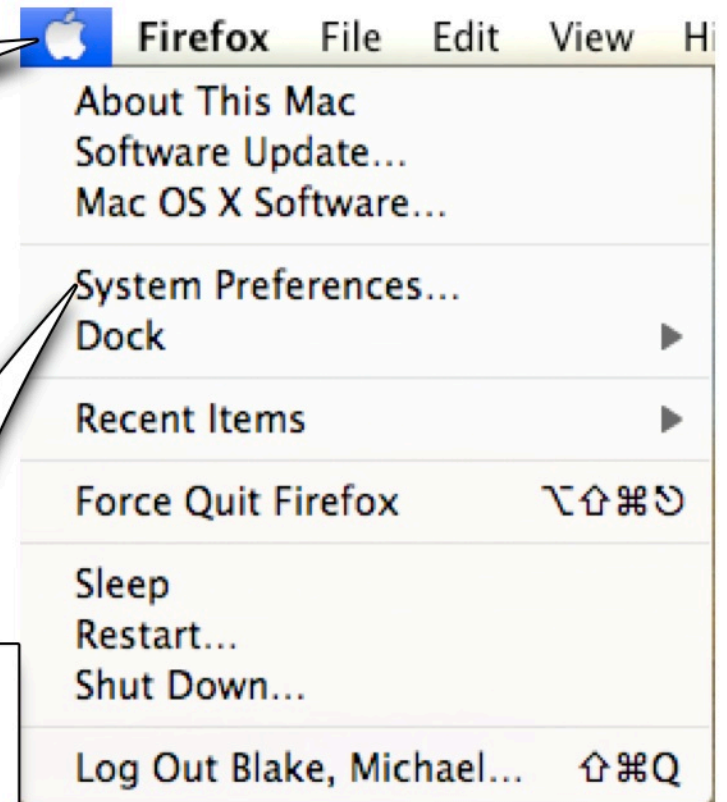 Firefox File Edit View Hi
About This Mac
Software Update...
Mac OS X Software...
System Preferences...
Dock ▶
Recent Items ▶
Force Quit Firefox ⌥⇧⌘⎋
Sleep
Restart...
Shut Down...
Log Out Blake, Michael... ⇧⌘Q